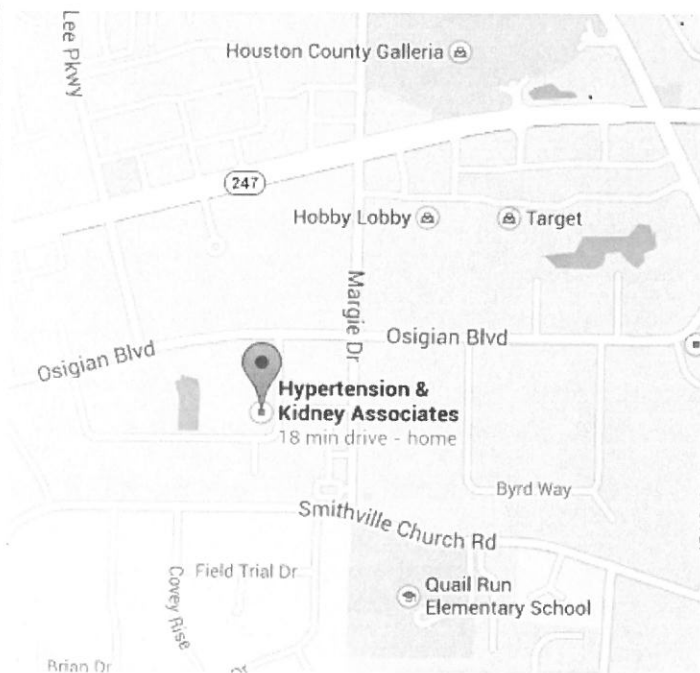 Lee Pkwy
Houston County Galleria
247
Hobby Lobby
Target
Margie Dr
Osigian Blvd
Osigian Blvd
Hypertension &
Kidney Associates
18 min drive - home
Byrd Way
Smithville Church Rd
Field Trial Dr
Covey Rise
Quail Run
Elementary School
Brian Dr